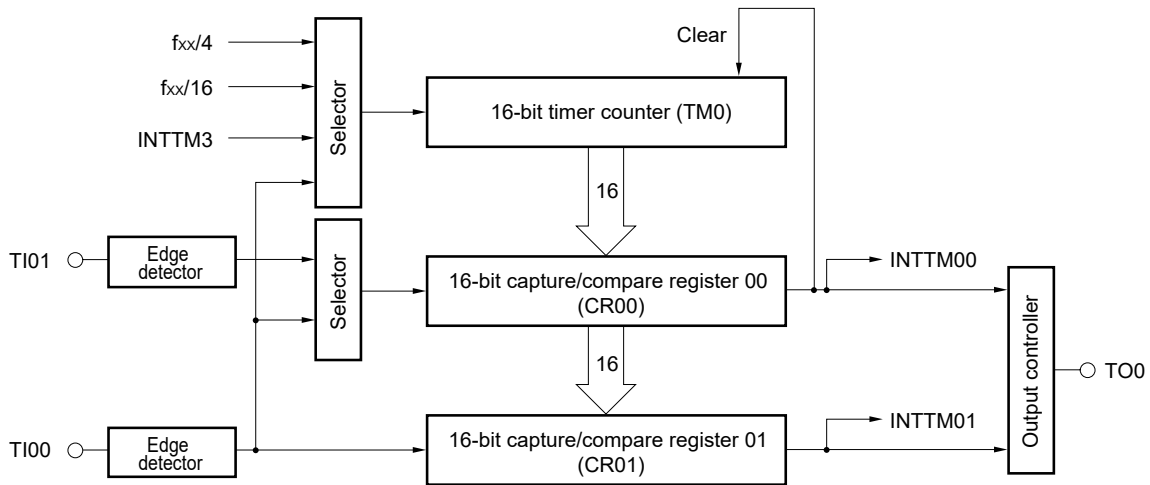 Clear
fxx/4
fxx/16
INTTM3
Selector
16-bit timer counter (TM0)
16
TI01
Edge
detector
Selector
16-bit capture/compare register 00
(CR00)
INTTM00
16
Output controller
TO0
TI00
Edge
detector
16-bit capture/compare register 01
(CR01)
INTTM01